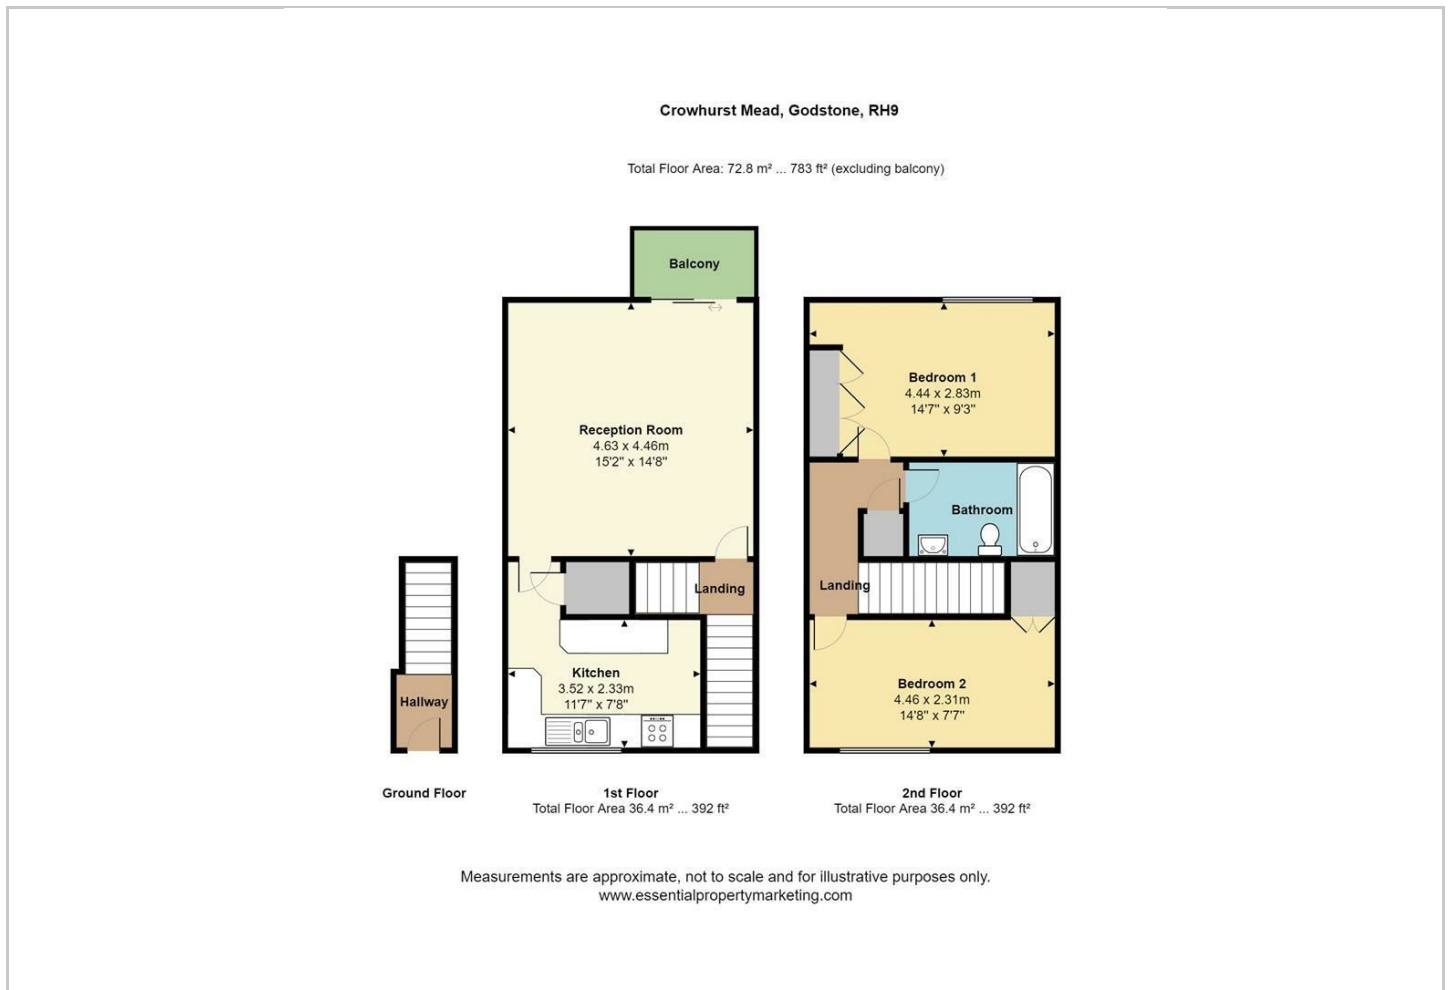 Crowhurst Mead, Godstone, RH9
Total Floor Area: 72.8 m² ... 783 ft² (excluding balcony)
Balcony
Reception Room
4.63 x 4.46m
15'2" x 14'8"
Landing
Kitchen
3.52 x 2.33m
11'7" x 7'8"
Hallway
Bedroom 1
4.44 x 2.83m
14'7" x 9'3"
Bathroom
Landing
Bedroom 2
4.46 x 2.31m
14'8" x 7'7"
Ground Floor
1st Floor
Total Floor Area 36.4 m² ... 392 ft²
2nd Floor
Total Floor Area 36.4 m² ... 392 ft²
Measurements are approximate, not to scale and for illustrative purposes only.
www.essentialpropertymarketing.com